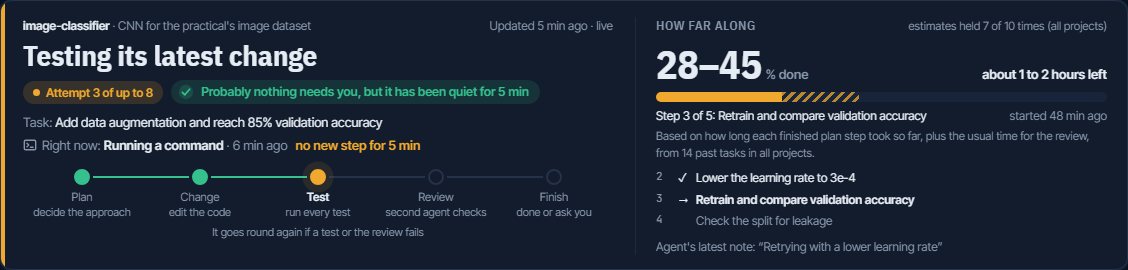 image-classifier · CNN for the practical's image dataset
Updated 5 min ago · live
Testing its latest change
Attempt 3 of up to 8
Probably nothing needs you, but it has been quiet for 5 min
Task: Add data augmentation and reach 85% validation accuracy
Right now: Running a command · 6 min ago no new step for 5 min
Plan
decide the approach
Change
edit the code
Test
run every test
Review
second agent checks
Finish
done or ask you
It goes round again if a test or the review fails
HOW FAR ALONG
estimates held 7 of 10 times (all projects)
28–45 % done
about 1 to 2 hours left
Step 3 of 5: Retrain and compare validation accuracy
started 48 min ago
Based on how long each finished plan step took so far, plus the usual time for the review,
from 14 past tasks in all projects.
2 ✓ Lower the learning rate to 3e-4
3 → Retrain and compare validation accuracy
4 Check the split for leakage
Agent's latest note: “Retrying with a lower learning rate”